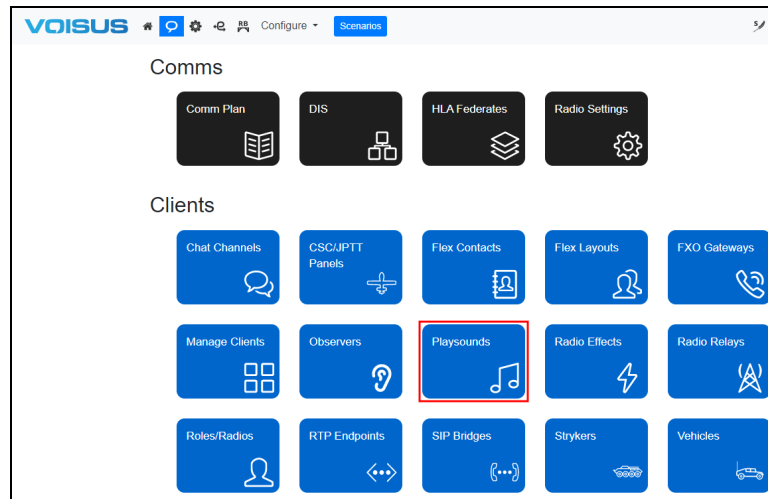 VOISUS RB Configure Scenarios 5
Comms
Comm Plan DIS HLA Federates Radio Settings
Clients
Chat Channels CSC/JPTT Flex Contacts Flex Layouts FXO Gateways
Panels
Manage Clients Observers Playsounds Radio Effects Radio Relays
Roles/Radios RTP Endpoints SIP Bridges Strykers Vehicles